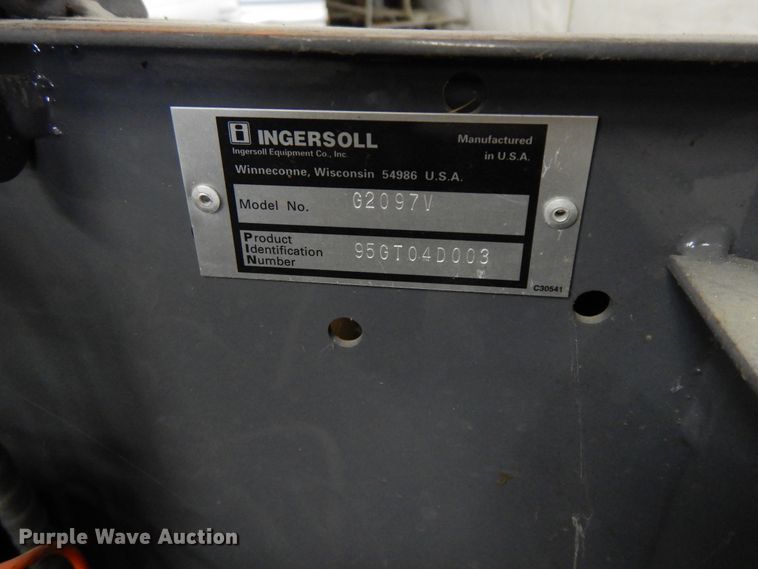 INGERSOLL
Ingersoll Equipment Co., Inc.
Manufactured
in U.S.A.
Winneconne, Wisconsin 54986 U.S.A.
Model No. G2097V
Product
Identification
Number 95GT04D003
C30541
Purple Wave Auction